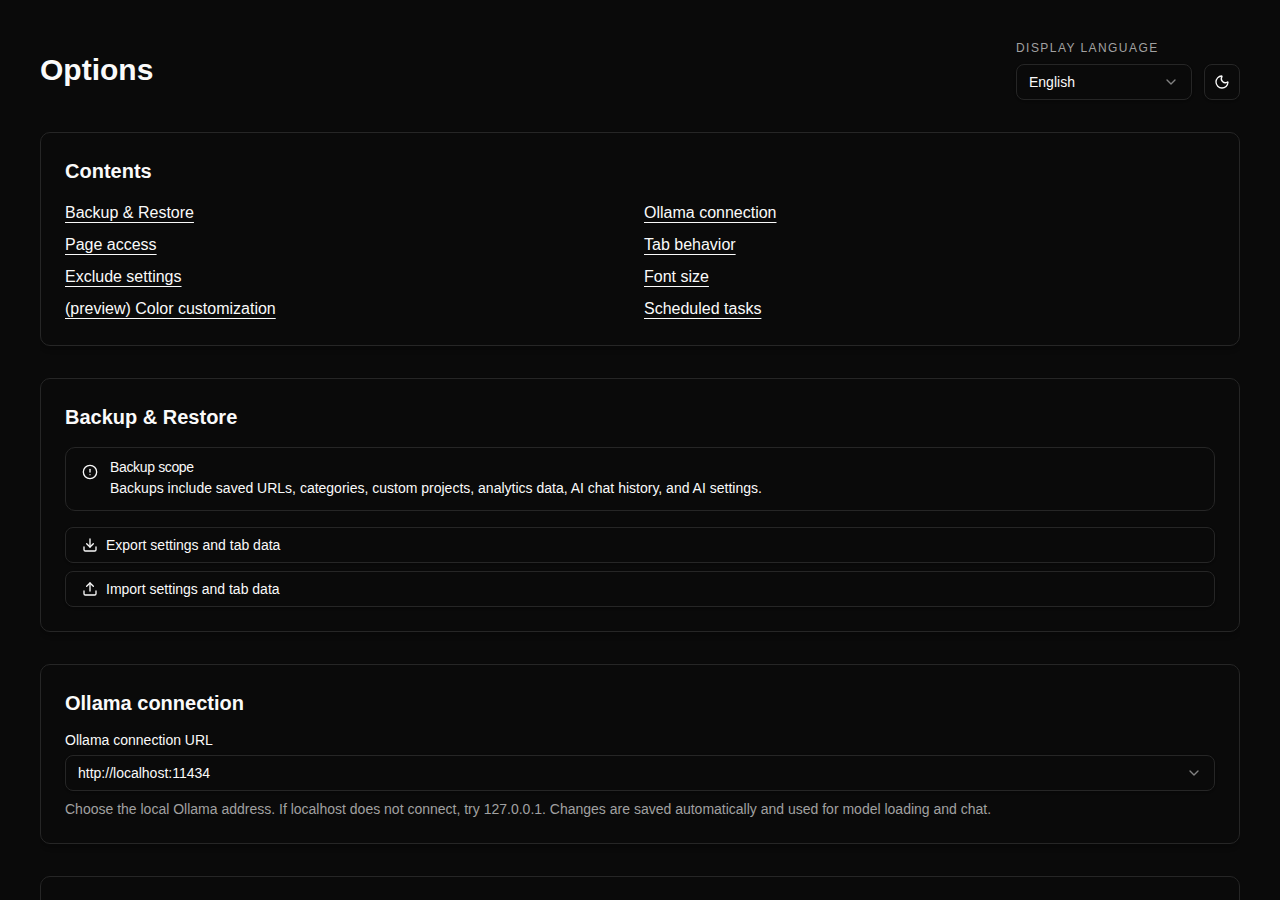 Options
DISPLAY LANGUAGE
English
Contents
Backup & Restore
Ollama connection
Page access
Tab behavior
Exclude settings
Font size
(preview) Color customization
Scheduled tasks
Backup & Restore
Backup scope
Backups include saved URLs, categories, custom projects, analytics data, AI chat history, and AI settings.
Export settings and tab data
Import settings and tab data
Ollama connection
Ollama connection URL
http://localhost:11434
Choose the local Ollama address. If localhost does not connect, try 127.0.0.1. Changes are saved automatically and used for model loading and chat.